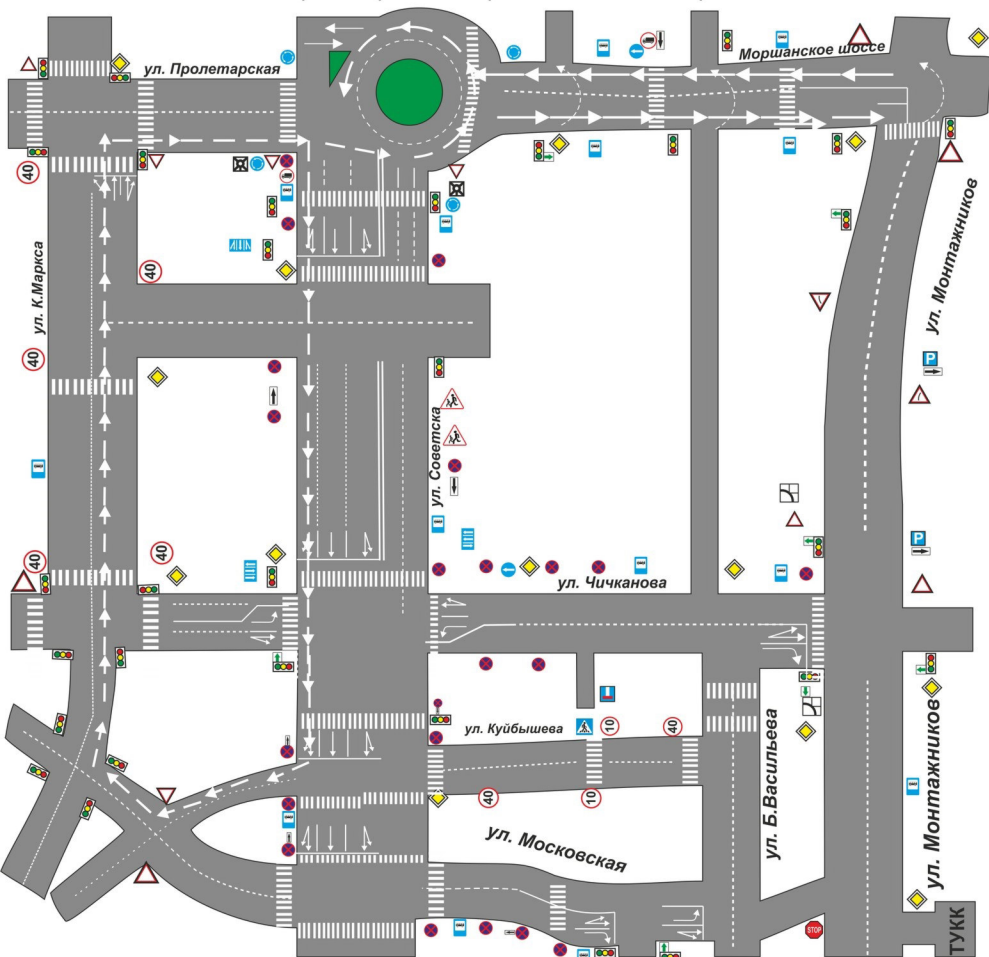 ул. Пролетарская
Моршанское шоссе
40
ул. К.Маркса
40
ул. Монтажников
40
P
ул. Советска
40
40
P
ул. Чичканова
ул. Куйбышева
10
40
ул. Б.Васильева
ул. Монтажников
40
10
ул. Московская
STOP
ТУКК